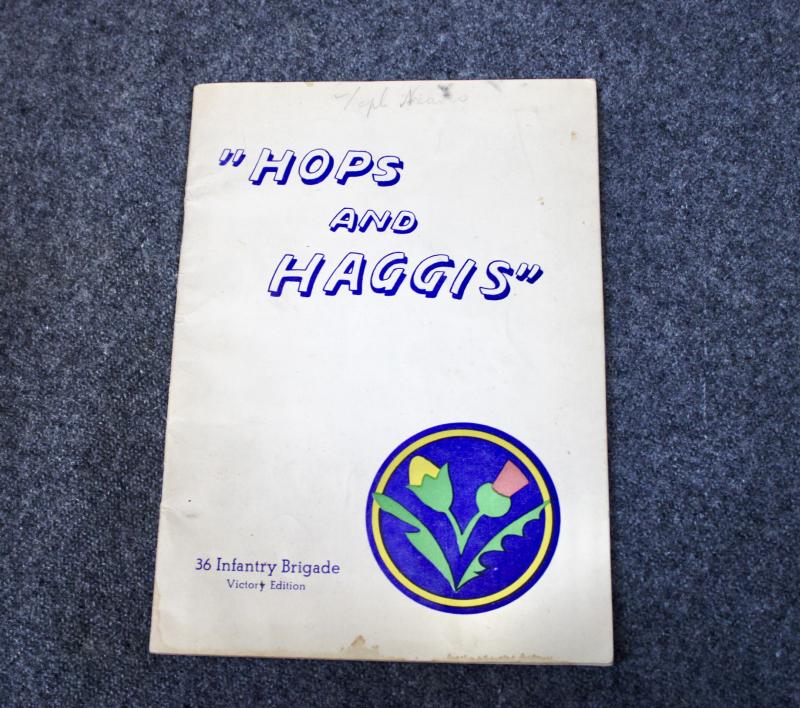 "HOPS
AND
HAGGIS"
36 Infantry Brigade
Victory Edition